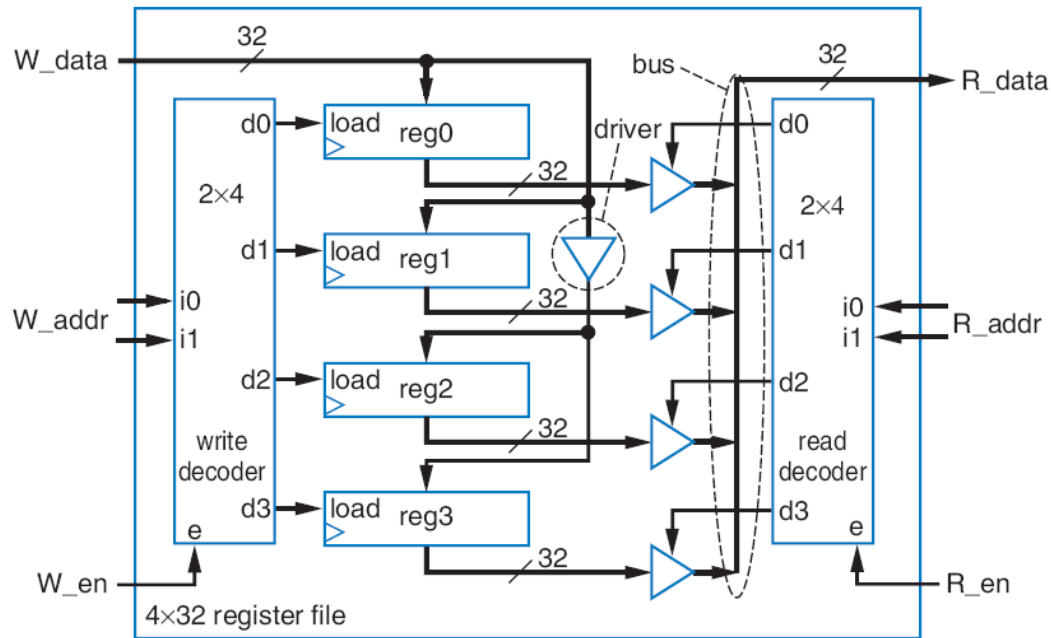 32
32
W_data
bus
R_data
d0
load
reg0
driver
d0
2×4
32
2×4
d1
load
reg1
d1
i0
32
i0
W_addr
R_addr
i1
i1
d2
load
reg2
d2
32
write
decoder
read
decoder
d3
load
reg3
d3
e
e
32
W_en
R_en
4×32 register file